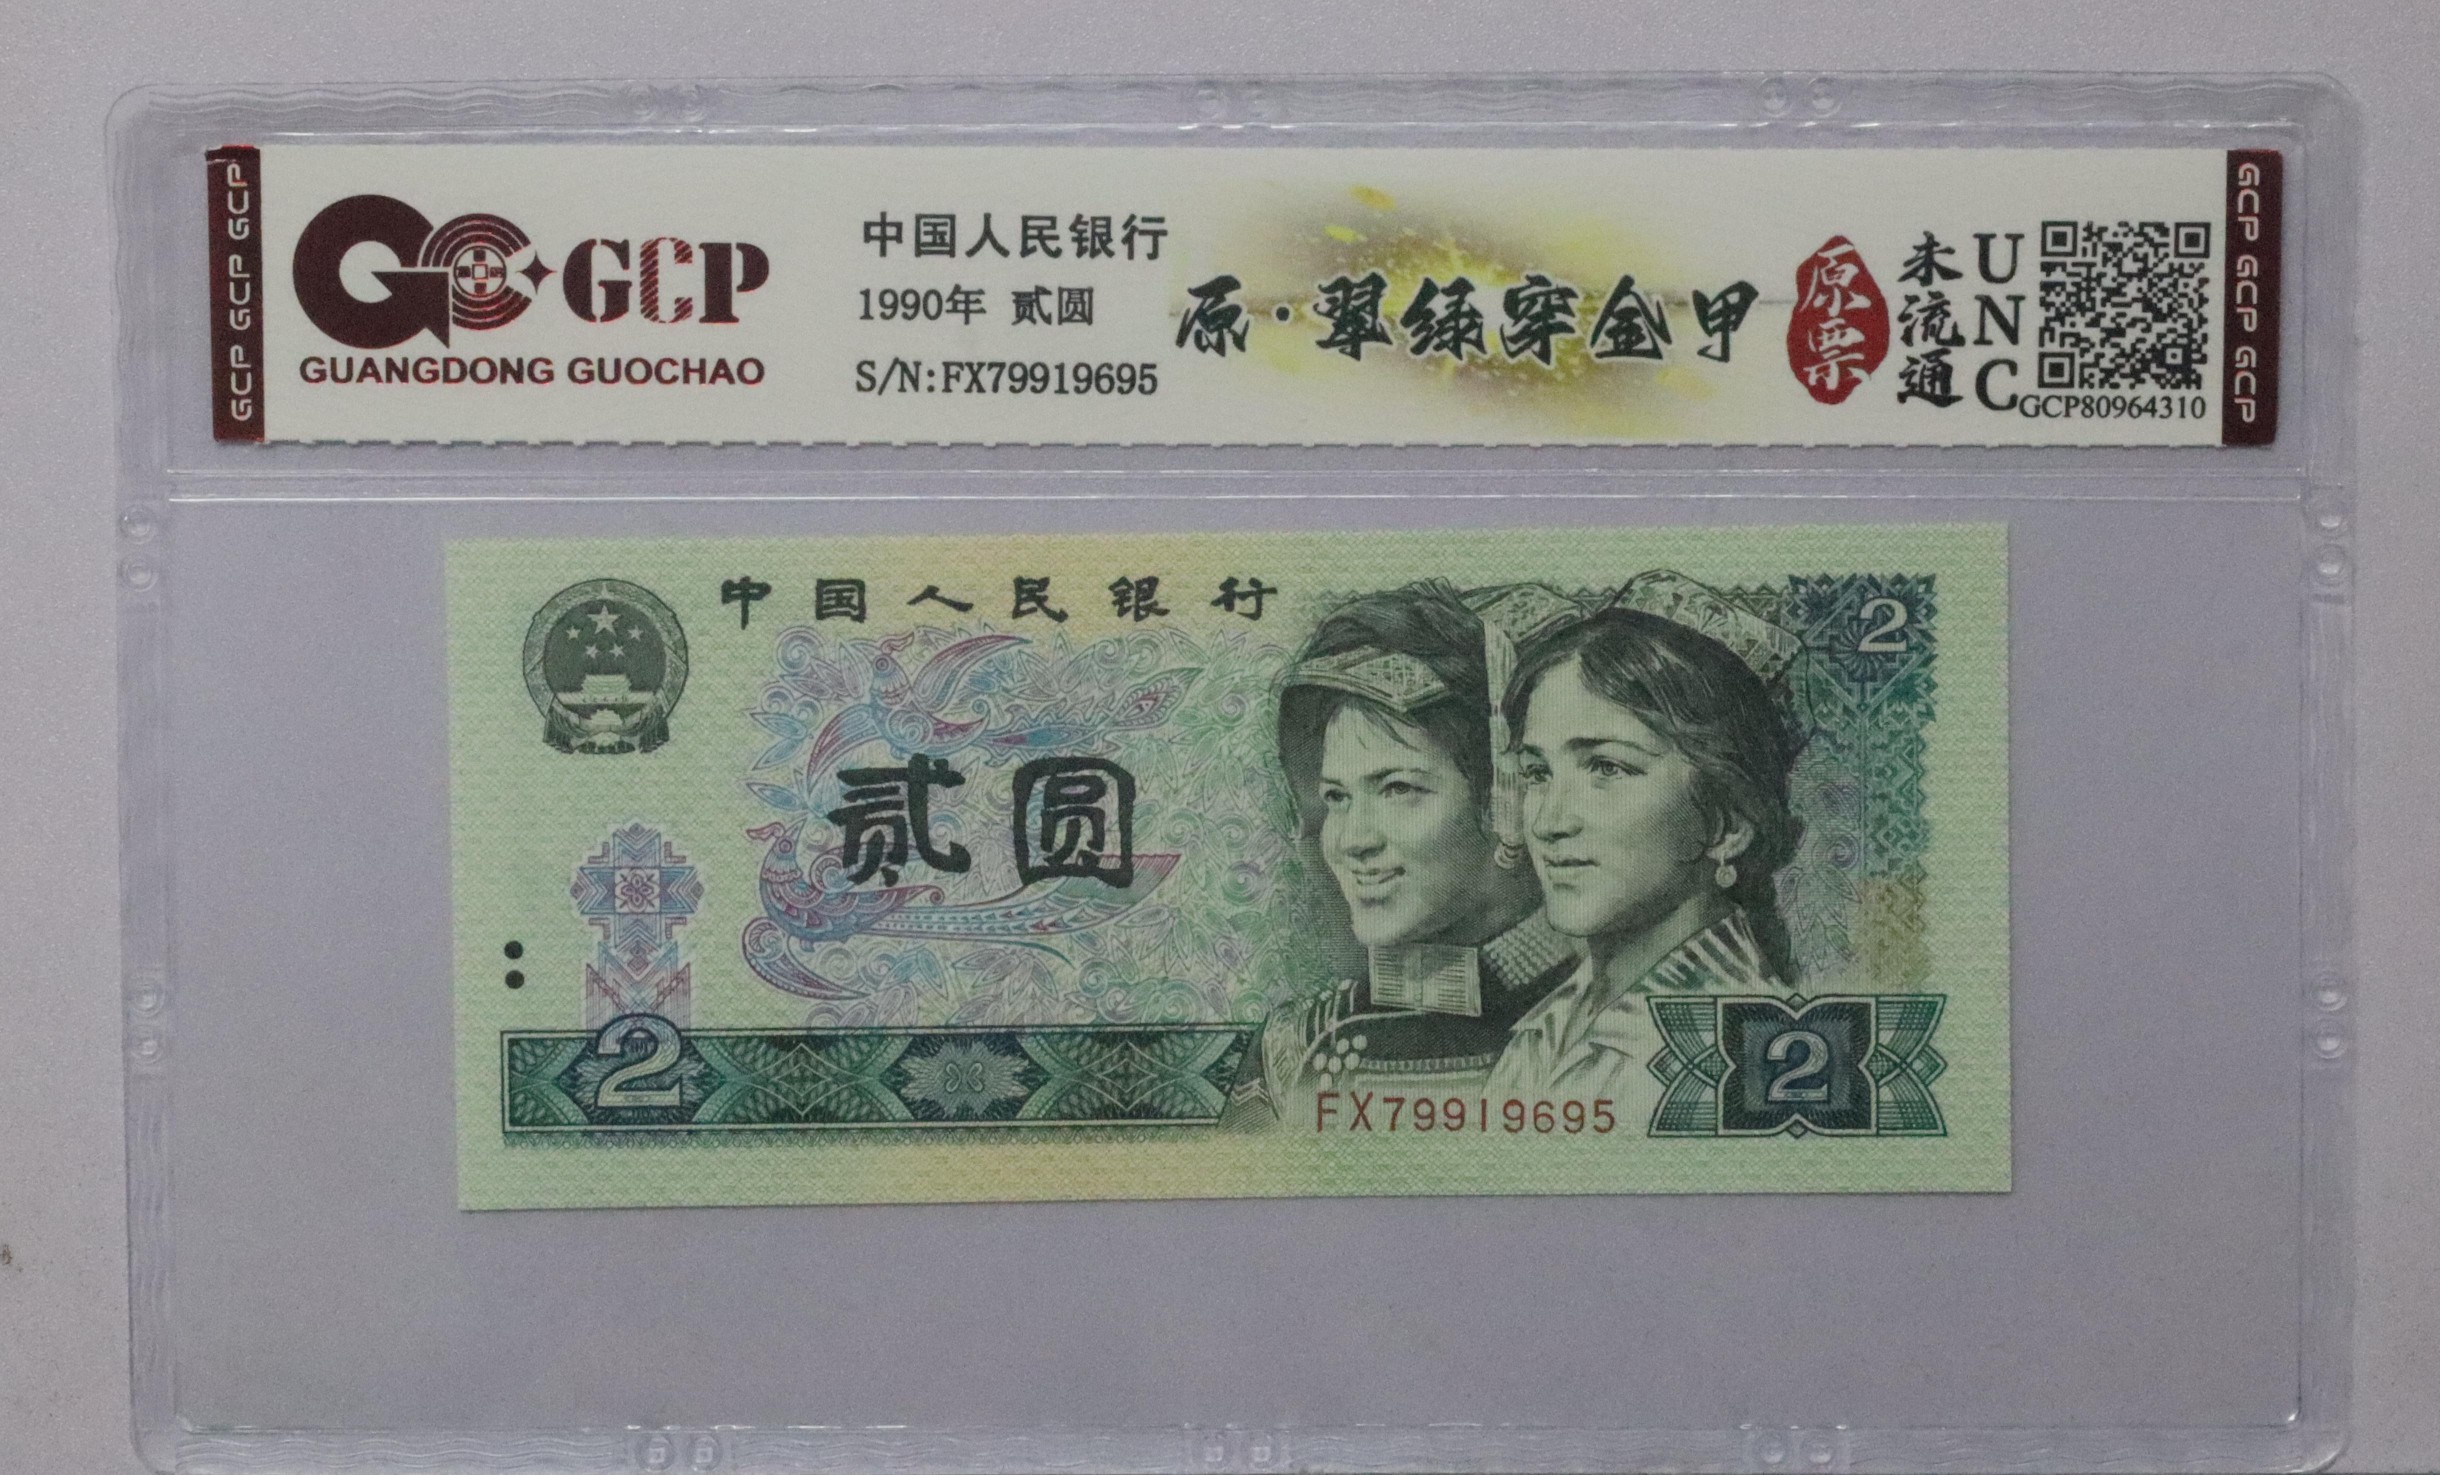 GCP GCP GCP
GC GCP
GUANGDONG GUOCHAO
中国人民银行
1990年 贰圆
S/N:FX79919695
原·翠绿穿金甲
原票
未流通
UNC
GCP80964310
GCP GCP GCP
中国人民银行
2
贰圆
2
2
FX79919695